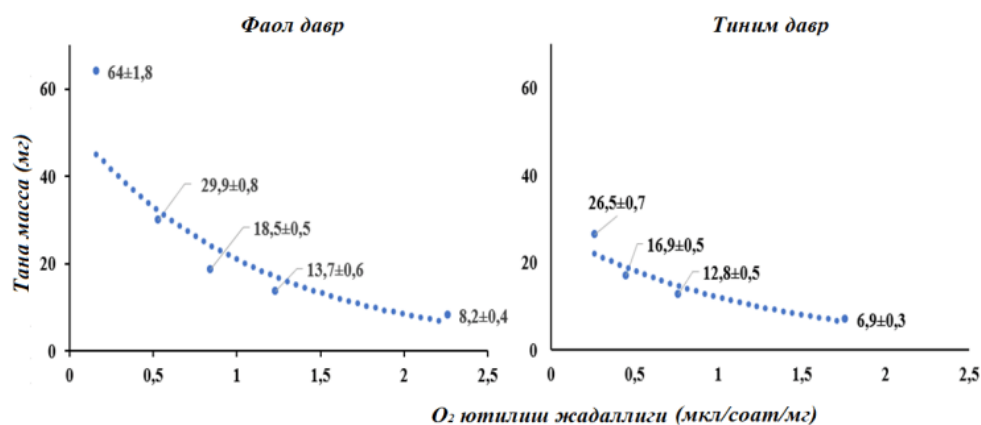 Фаол давр
Тиним давр
Тана масса (мг)
60
40
20
0
64±1,8
29,9±0,8
18,5±0,5
13,7±0,6
8,2±0,4
0 0,5 1 1,5 2 2,5
60
40
20
0
26,5±0,7
16,9±0,5
12,8±0,5
6,9±0,3
0 0,5 1 1,5 2 2,5
O₂ ютилиш жадаллиги (мкл/соат/мг)